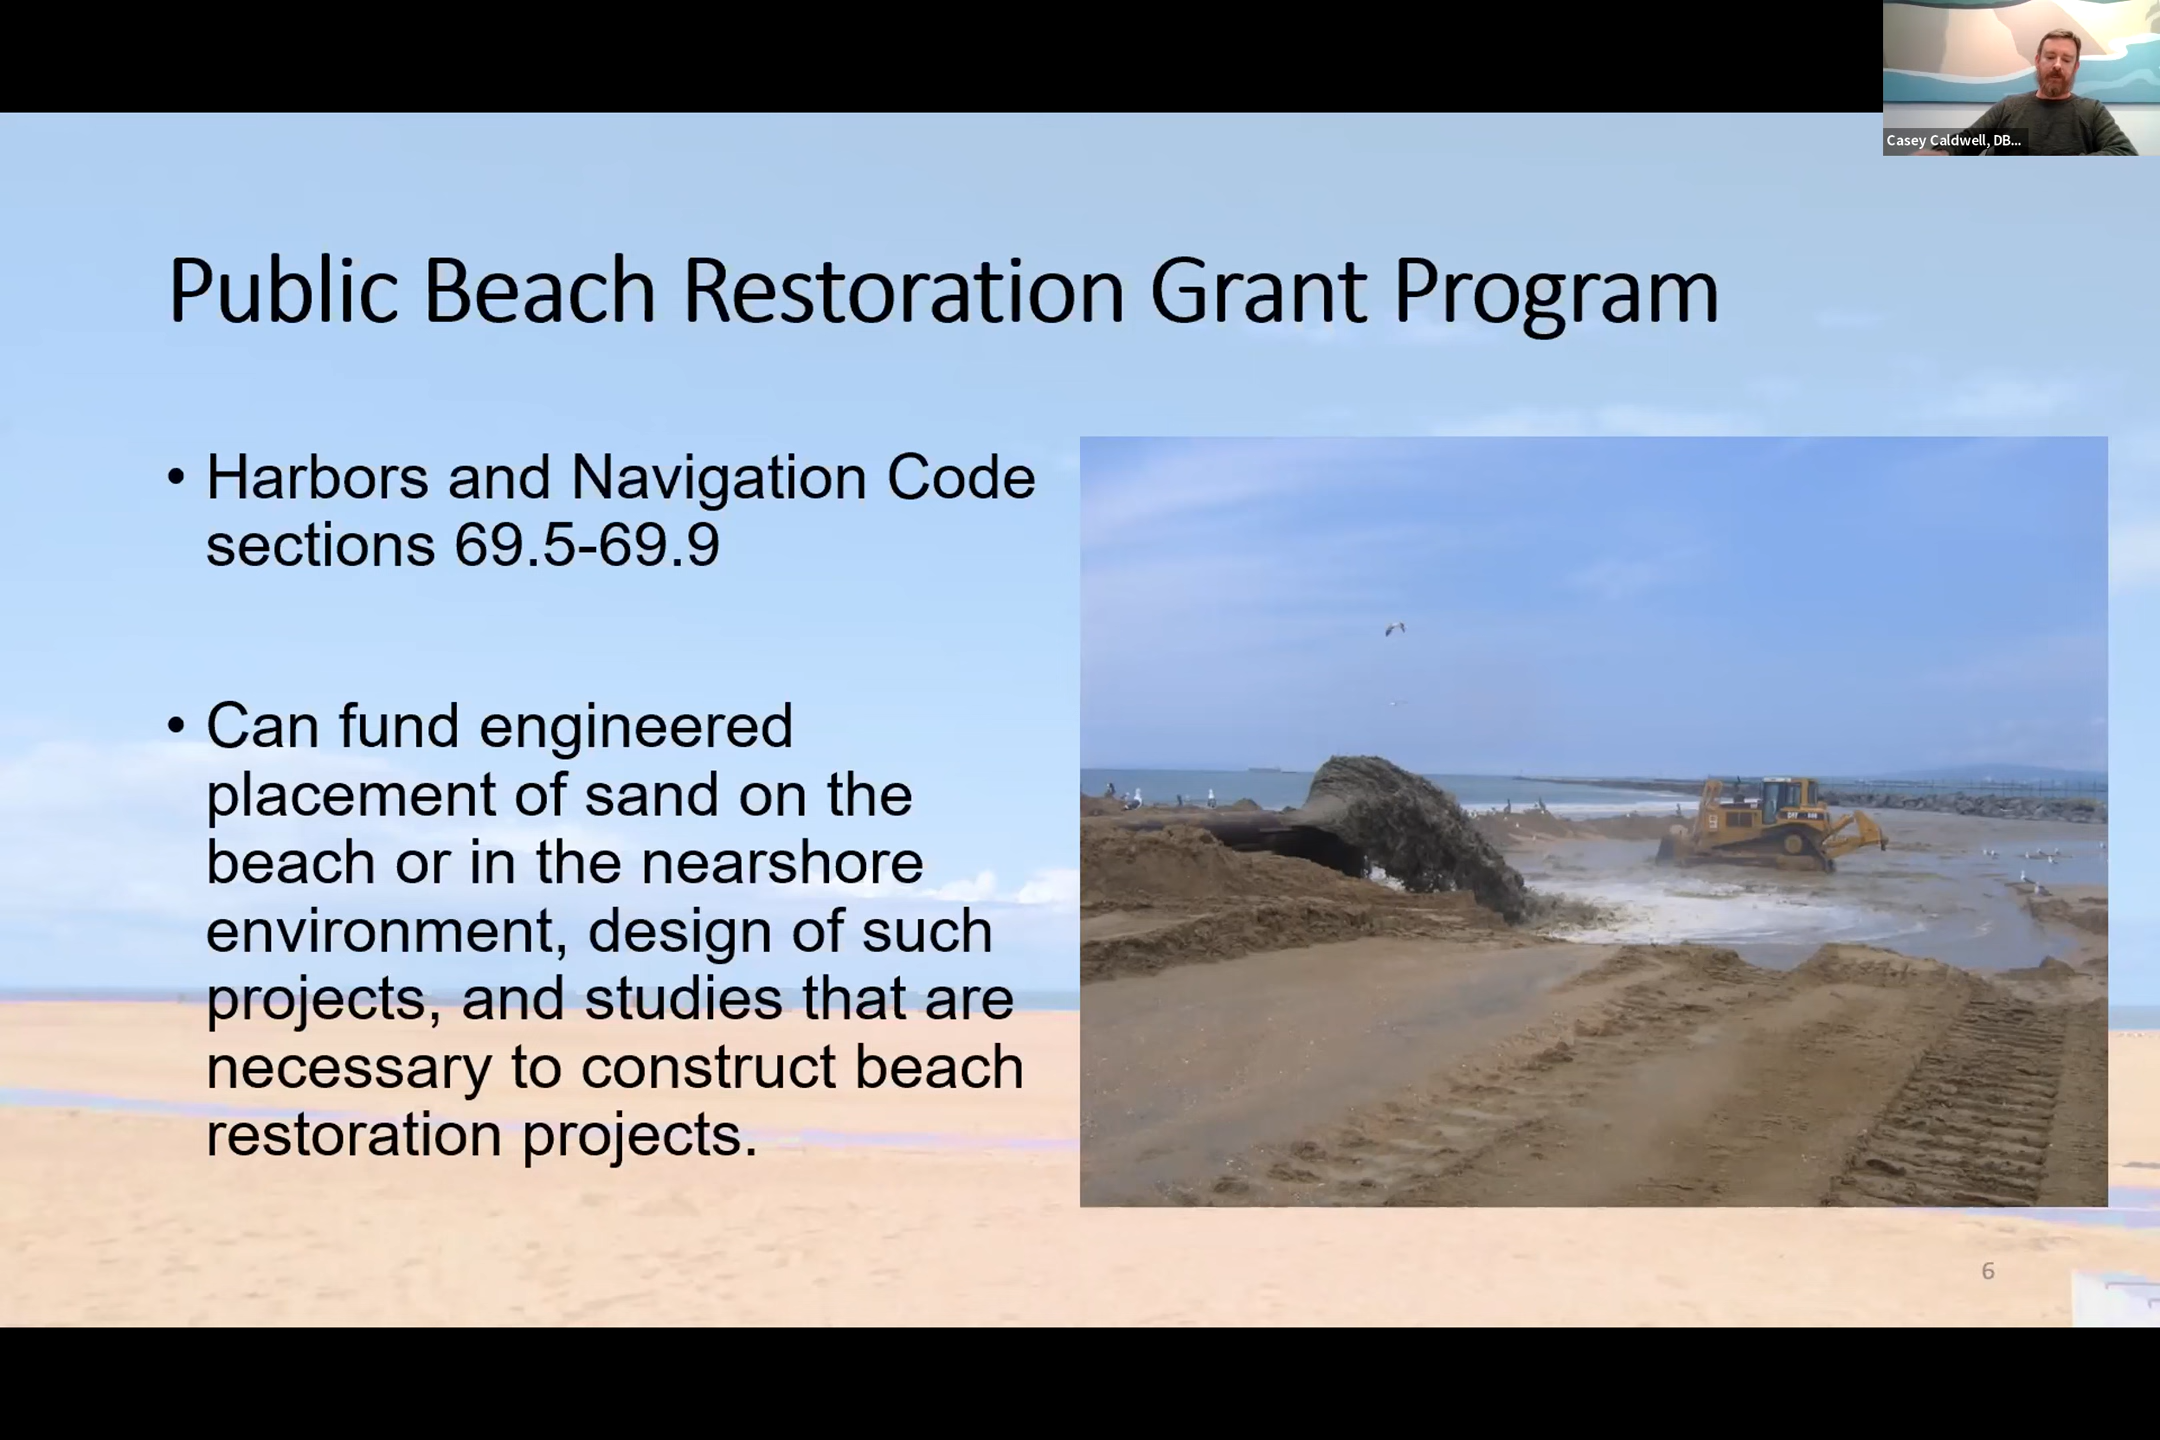 Casey Caldwell, DB...
Public Beach Restoration Grant Program
• Harbors and Navigation Code
sections 69.5-69.9
• Can fund engineered
placement of sand on the
beach or in the nearshore
environment, design of such
projects, and studies that are
necessary to construct beach
restoration projects.
6